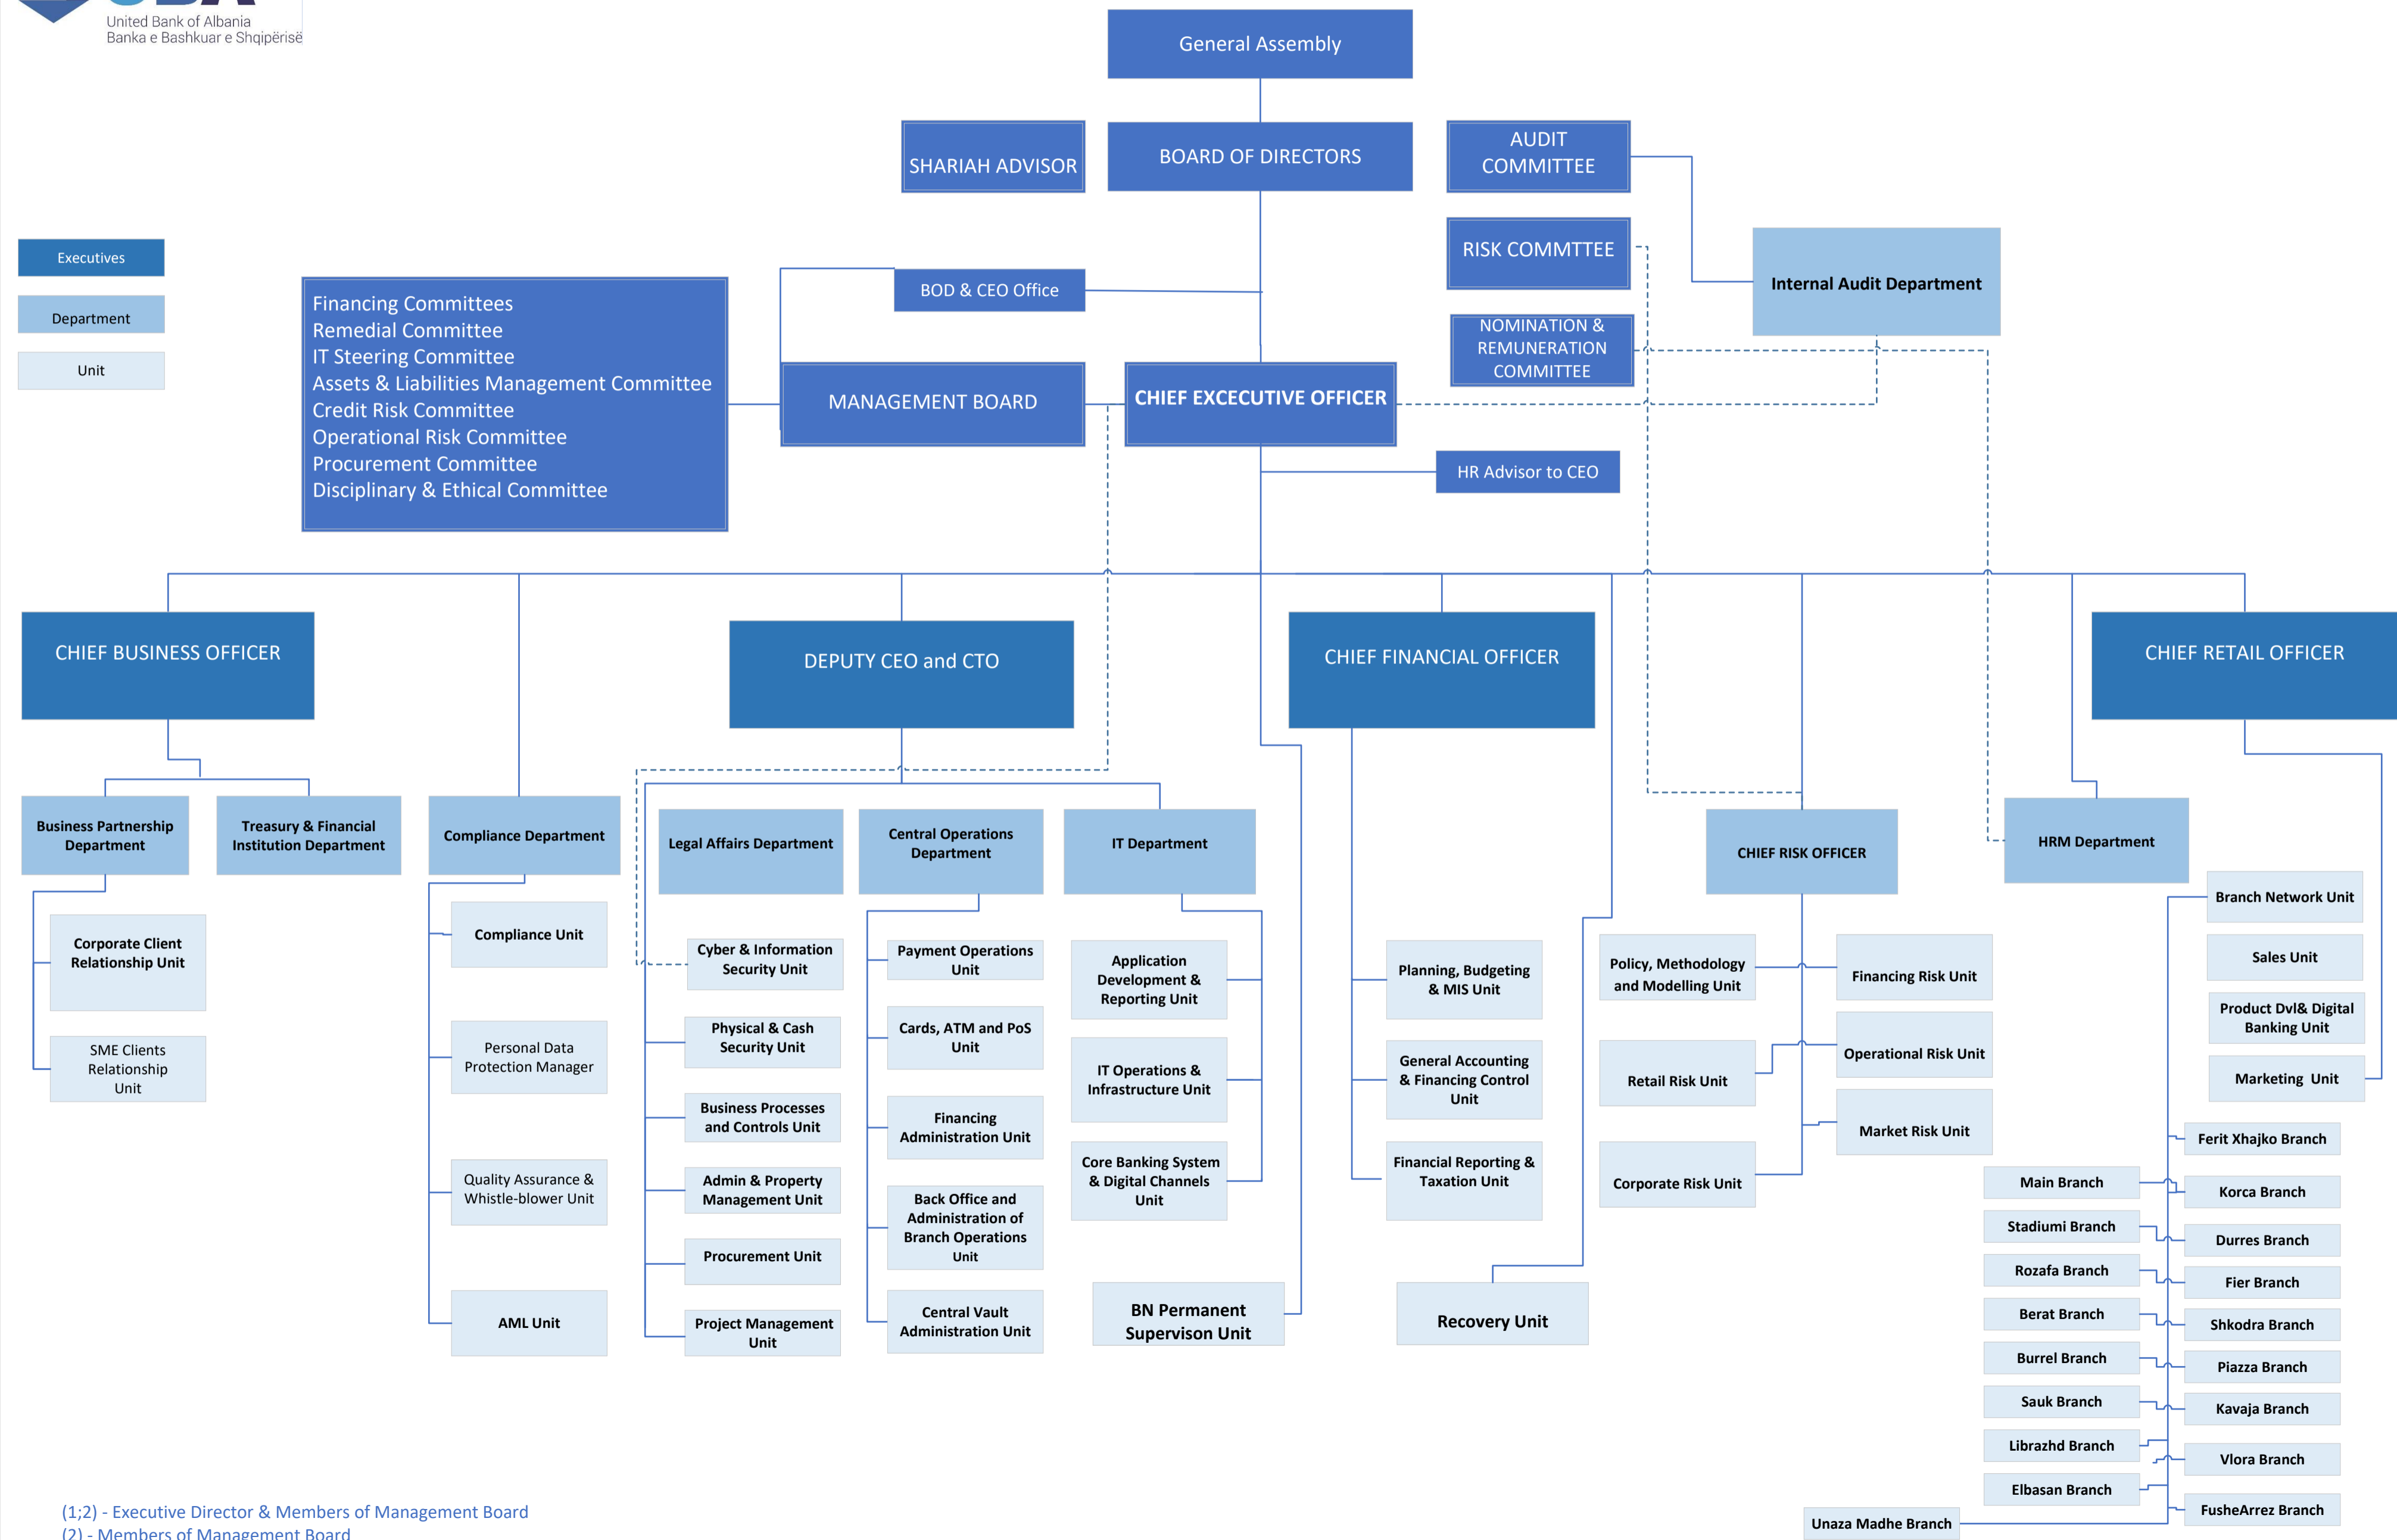 United Bank of Albania
Banka e Bashkuar e Shqipërisë
General Assembly
SHARIAH ADVISOR
BOARD OF DIRECTORS
AUDIT
COMMITTEE
RISK COMMTTEE
Internal Audit Department
Executives
Department
Unit
BOD & CEO Office
NOMINATION &
REMUNERATION
COMMITTEE
Financing Committees
Remedial Committee
IT Steering Committee
Assets & Liabilities Management Committee
Credit Risk Committee
Operational Risk Committee
Procurement Committee
Disciplinary & Ethical Committee
MANAGEMENT BOARD
CHIEF EXCECUTIVE OFFICER
HR Advisor to CEO
CHIEF BUSINESS OFFICER
DEPUTY CEO and CTO
CHIEF FINANCIAL OFFICER
CHIEF RETAIL OFFICER
Business Partnership
Department
Treasury & Financial
Institution Department
Compliance Department
Legal Affairs Department
Central Operations
Department
IT Department
CHIEF RISK OFFICER
HRM Department
Corporate Client
Relationship Unit
SME Clients
Relationship
Unit
Compliance Unit
Personal Data
Protection Manager
Quality Assurance &
Whistle-blower Unit
AML Unit
Cyber & Information
Security Unit
Physical & Cash
Security Unit
Business Processes
and Controls Unit
Admin & Property
Management Unit
Procurement Unit
Project Management
Unit
Payment Operations
Unit
Cards, ATM and PoS
Unit
Financing
Administration Unit
Back Office and
Administration of
Branch Operations
Unit
Central Vault
Administration Unit
Application
Development &
Reporting Unit
IT Operations &
Infrastructure Unit
Core Banking System
& Digital Channels
Unit
BN Permanent
Supervison Unit
Planning, Budgeting
& MIS Unit
General Accounting
& Financing Control
Unit
Financial Reporting &
Taxation Unit
Recovery Unit
Policy, Methodology
and Modelling Unit
Retail Risk Unit
Corporate Risk Unit
Financing Risk Unit
Operational Risk Unit
Market Risk Unit
Branch Network Unit
Sales Unit
Product Dvl& Digital
Banking Unit
Marketing Unit
Ferit Xhajko Branch
Main Branch
Korca Branch
Stadiumi Branch
Durres Branch
Rozafa Branch
Fier Branch
Berat Branch
Shkodra Branch
Burrel Branch
Piazza Branch
Sauk Branch
Kavaja Branch
Librazhd Branch
Vlora Branch
Elbasan Branch
FusheArrez Branch
Unaza Madhe Branch
(1;2) - Executive Director & Members of Management Board
(2) - Members of Management Board